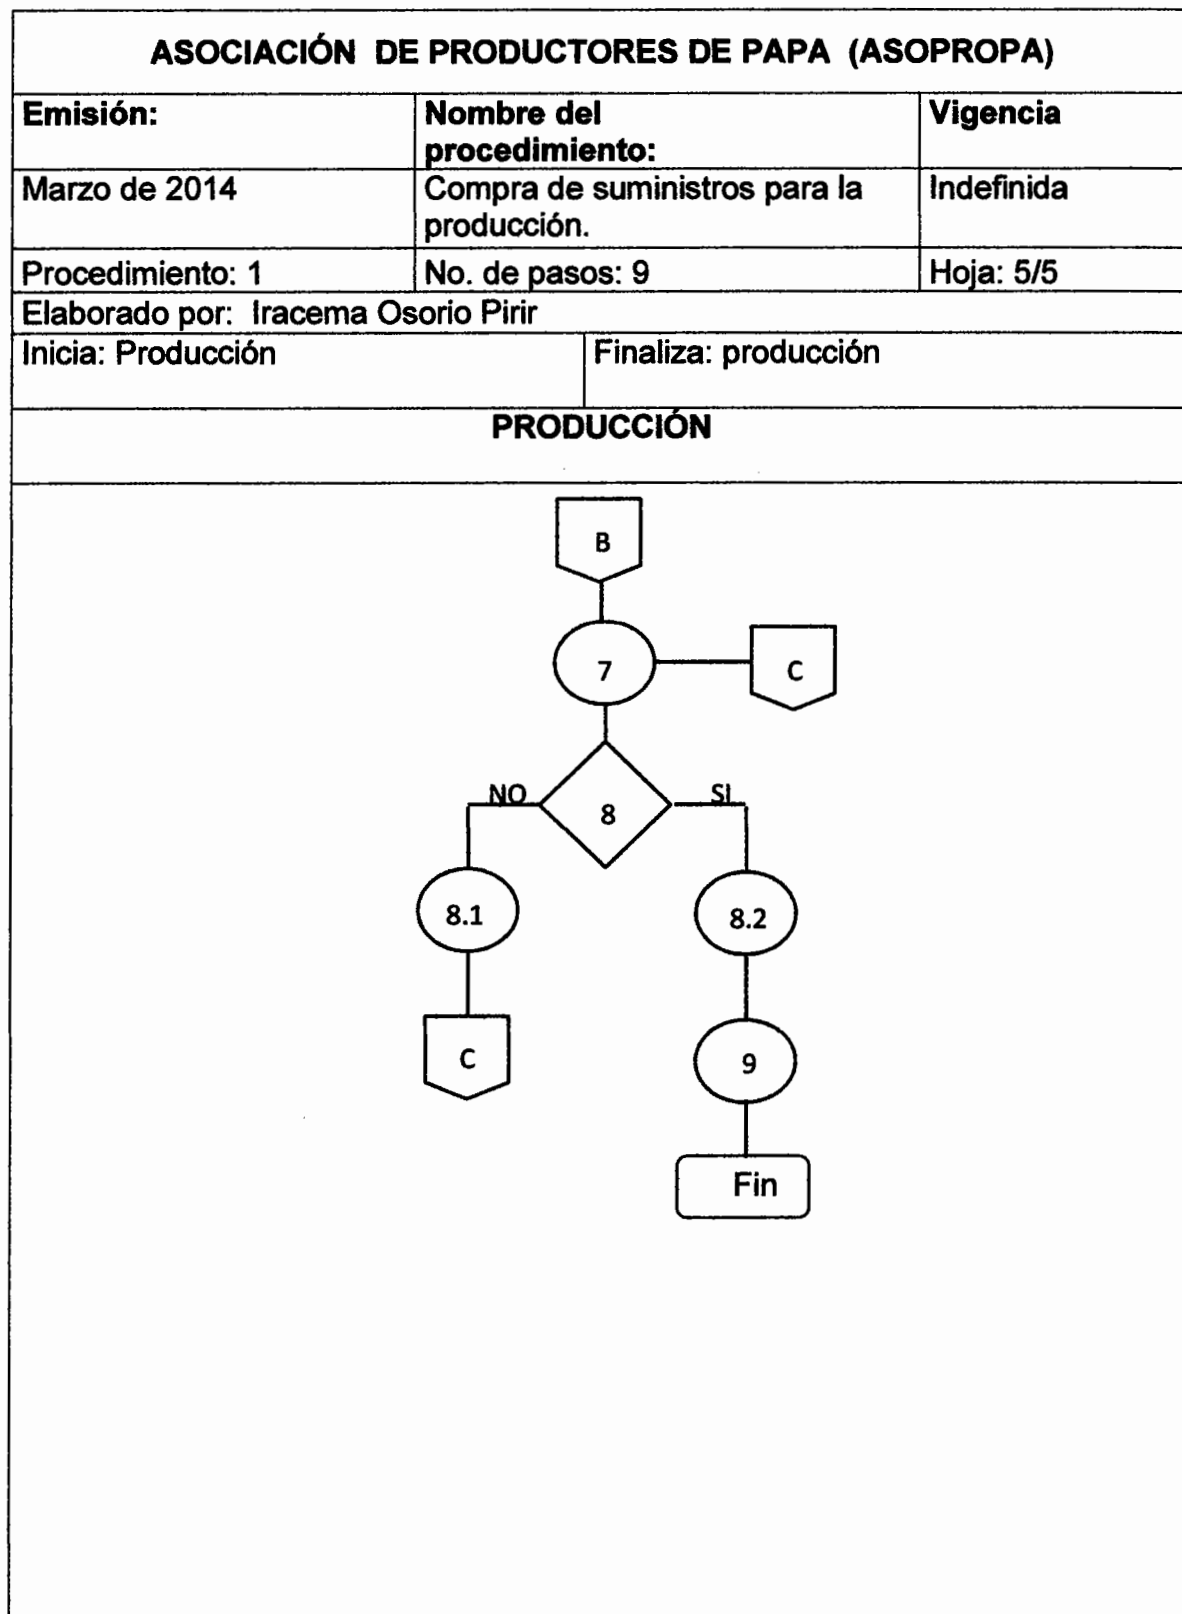 ASOCIACIÓN DE PRODUCTORES DE PAPA (ASOPROPA)
Emisión:
Nombre del
procedimiento:
Vigencia
Marzo de 2014
Compra de suministros para la
producción.
Indefinida
Procedimiento: 1
No. de pasos: 9
Hoja: 5/5
Elaborado por: Iracema Osorio Pirir
Inicia: Producción
Finaliza: producción
PRODUCCIÓN
B
7
C
NO
8
SI
8.1
8.2
C
9
Fin